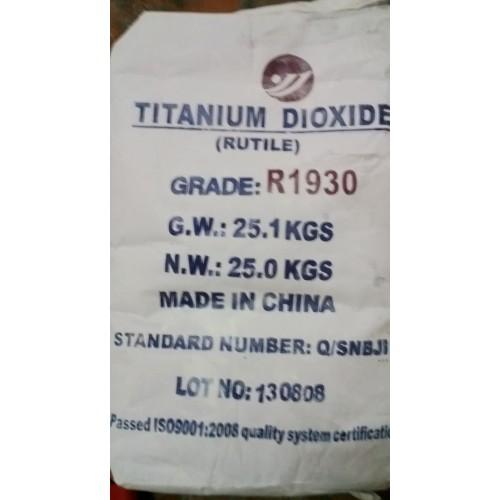 TITANIUM DIOXIDE
(RUTILE)
GRADE: R1930
G.W.: 25.1 KGS
N.W.: 25.0 KGS
MADE IN CHINA
STANDARD NUMBER: Q/SNBJ
LOT NO: 130808
Passed ISO9001:2008 quality system